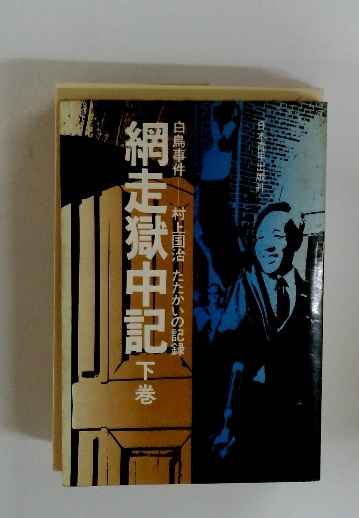 日本青年出版社
白鳥事件──村上国治 たたかいの記録
網走獄中記
下巻